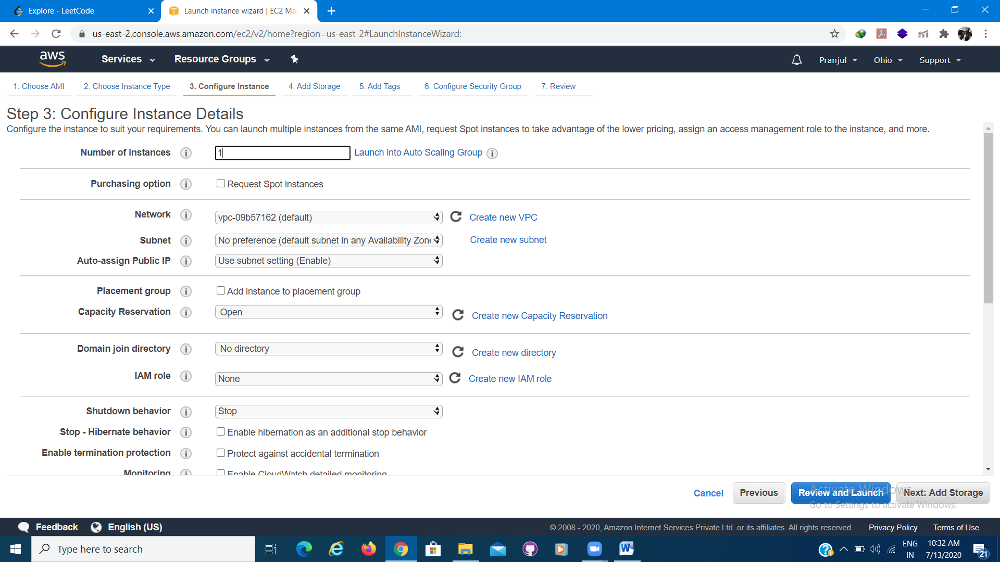 Explore - LeetCode
Launch instance wizard | EC2 Ma
us-east-2.console.aws.amazon.com/ec2/v2/home?region=us-east-2#LaunchInstanceWizard:
aws Services Resource Groups Pranjul Ohio Support
1. Choose AMI 2. Choose Instance Type 3. Configure Instance 4. Add Storage 5. Add Tags 6. Configure Security Group 7. Review
Step 3: Configure Instance Details
Configure the instance to suit your requirements. You can launch multiple instances from the same AMI, request Spot instances to take advantage of the lower pricing, assign an access management role to the instance, and more.
Number of instances 1 Launch into Auto Scaling Group
Purchasing option Request Spot instances
Network vpc-09b57162 (default) Create new VPC
Subnet No preference (default subnet in any Availability Zone Create new subnet
Auto-assign Public IP Use subnet setting (Enable)
Placement group Add instance to placement group
Capacity Reservation Open Create new Capacity Reservation
Domain join directory No directory Create new directory
IAM role None Create new IAM role
Shutdown behavior Stop
Stop - Hibernate behavior Enable hibernation as an additional stop behavior
Enable termination protection Protect against accidental termination
Monitoring Enable CloudWatch detailed monitoring
Cancel Previous Review and Launch Next: Add Storage
Activate Windows
Go to Settings to activate Windows.
Feedback English (US) © 2008 - 2020, Amazon Internet Services Private Ltd. or its affiliates. All rights reserved. Privacy Policy Terms of Use
Type here to search
ENG
IN
10:32 AM
7/13/2020
21